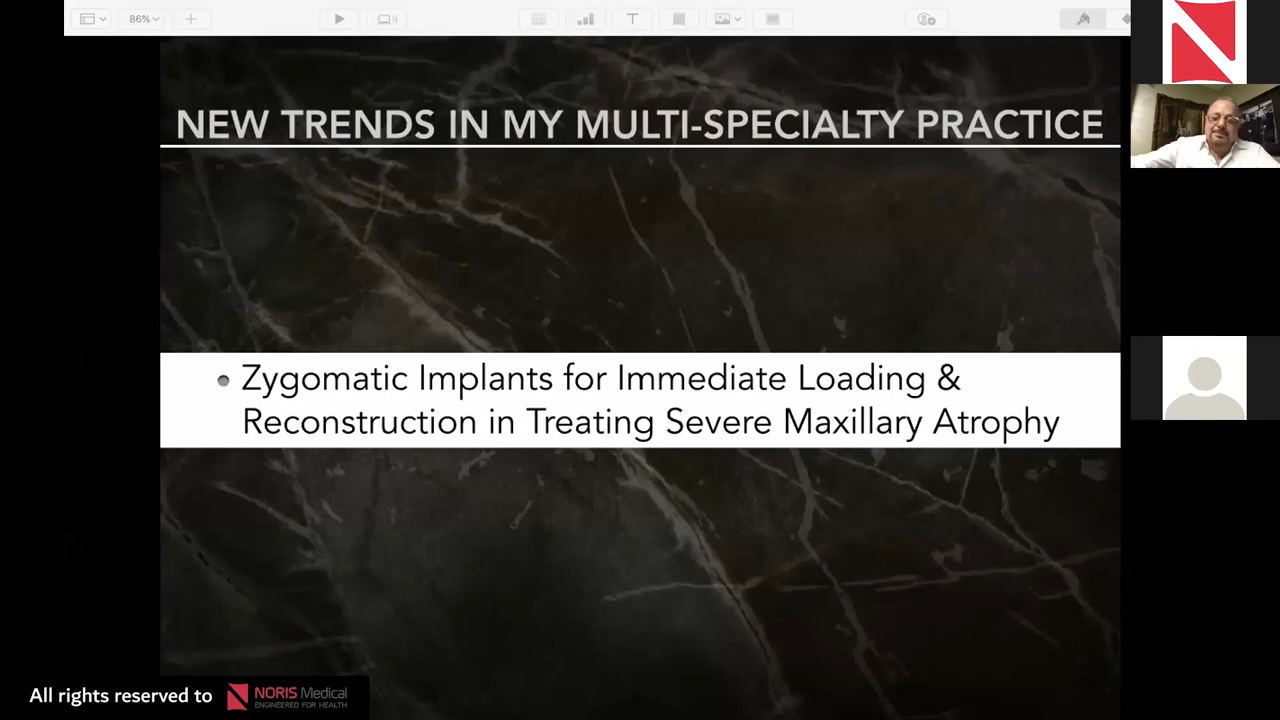 86%
NEW TRENDS IN MY MULTI-SPECIALTY PRACTICE
• Zygomatic Implants for Immediate Loading &
Reconstruction in Treating Severe Maxillary Atrophy
All rights reserved to NORIS Medical
ENGINEERED FOR HEALTH